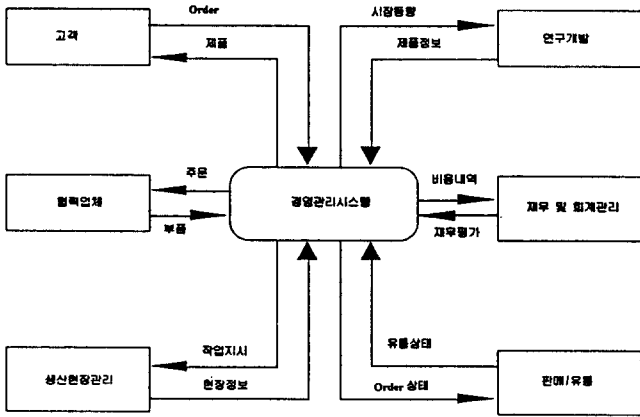 Order
시장동향
고객
제품
제품정보
연구개발
주문
비용내역
협력업체
경영관리시스템
재무 및 회계관리
부품
재무평가
작업지시
유통상태
생산현장관리
현장정보
Order 상태
판매/유통